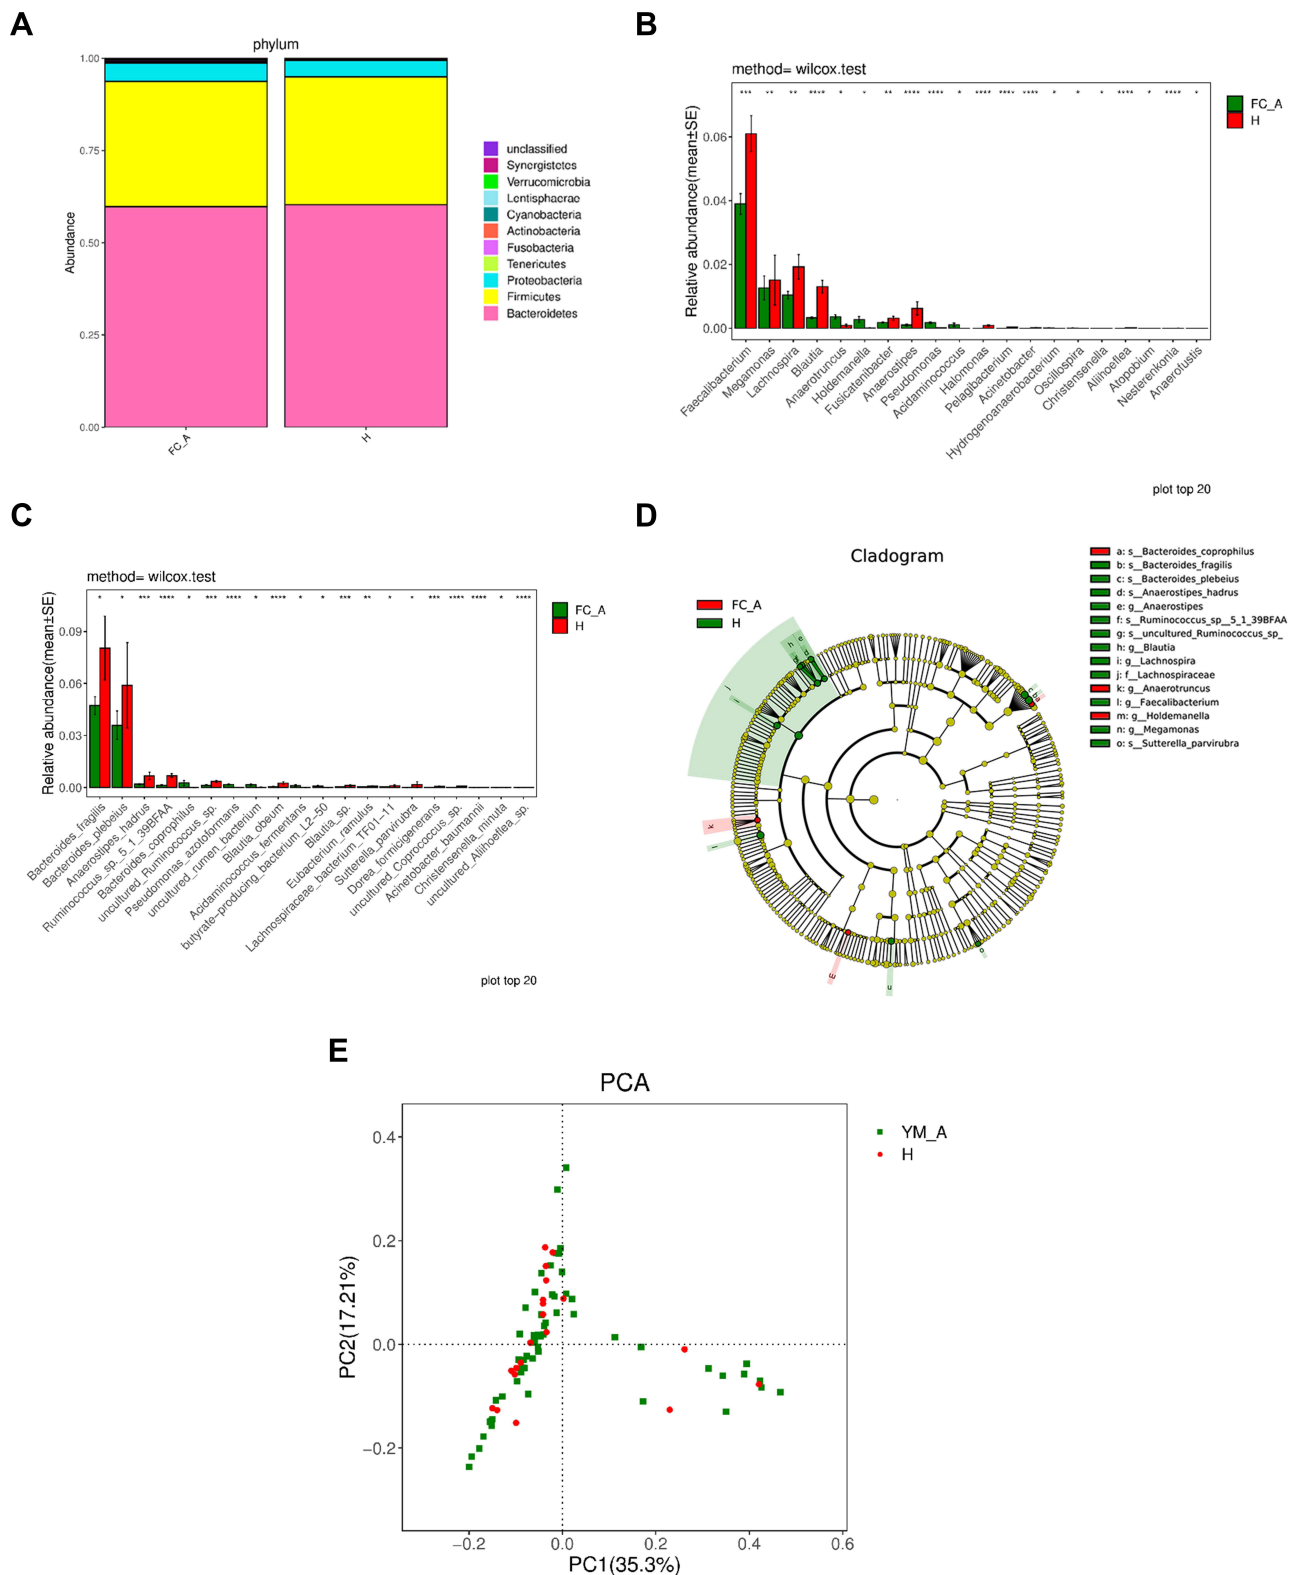 A
phylum
1.00
0.75
0.50
0.25
0.00
Abundance
FC_A
H
unclassified
Synergistetes
Verrucomicrobia
Lentisphaerae
Cyanobacteria
Actinobacteria
Fusobacteria
Tenericutes
Proteobacteria
Firmicutes
Bacteroidetes
B
method= wilcox.test
Relative abundance(mean±SE)
0.06
0.04
0.02
0.00
FC_A
H
Faecalibacterium
Megamonas
Lachnospira
Blautia
Anaerotruncus
Holdemanella
Fusicatenibacter
Anaerostipes
Pseudomonas
Acidaminococcus
Halomonas
Pelagibacterium
Acinetobacter
Hydrogenoanaerobacterium
Oscillospira
Christensenella
Aliihoeflea
Atopobium
Nesterenkonia
Anaerofustis
plot top 20
C
method= wilcox.test
Relative abundance(mean±SE)
0.09
0.06
0.03
0.00
FC_A
H
Bacteroides_fragilis
Bacteroides_plebeius
Anaerostipes_hadrus
Ruminococcus_sp._5_1_39BFAA
Bacteroides_coprophilus
uncultured_Ruminococcus_sp.
Pseudomonas_azotoformans
uncultured_rumen_bacterium
Blautia_obeum
Acidaminococcus_fermentans
butyrate-producing_bacterium_L2-50
Blautia_sp.
Eubacterium_ramulus
Lachnospiraceae_bacterium_TF01-11
Sutterella_parvirubra
Dorea_formicigenerans
uncultured_Coprococcus_sp.
Acinetobacter_baumannii
Christensenella_minuta
uncultured_Aliihoeflea_sp.
plot top 20
D
Cladogram
FC_A
H
a: s__Bacteroides_coprophilus
b: s__Bacteroides_fragilis
c: s__Bacteroides_plebeius
d: s__Anaerostipes_hadrus
e: g__Anaerostipes
f: s__Ruminococcus_sp__5_1_39BFAA
g: s__uncultured_Ruminococcus_sp_
h: g__Blautia
i: g__Lachnospira
j: f__Lachnospiraceae
k: g__Anaerotruncus
l: g__Faecalibacterium
m: g__Holdemanella
n: g__Megamonas
o: s__Sutterella_parvirubra
h
e
d
j
i
k
l
m
n
o
c
b
a
E
PCA
PC2(17.21%)
0.4
0.2
0.0
−0.2
−0.2
0.0
0.2
0.4
0.6
PC1(35.3%)
YM_A
H